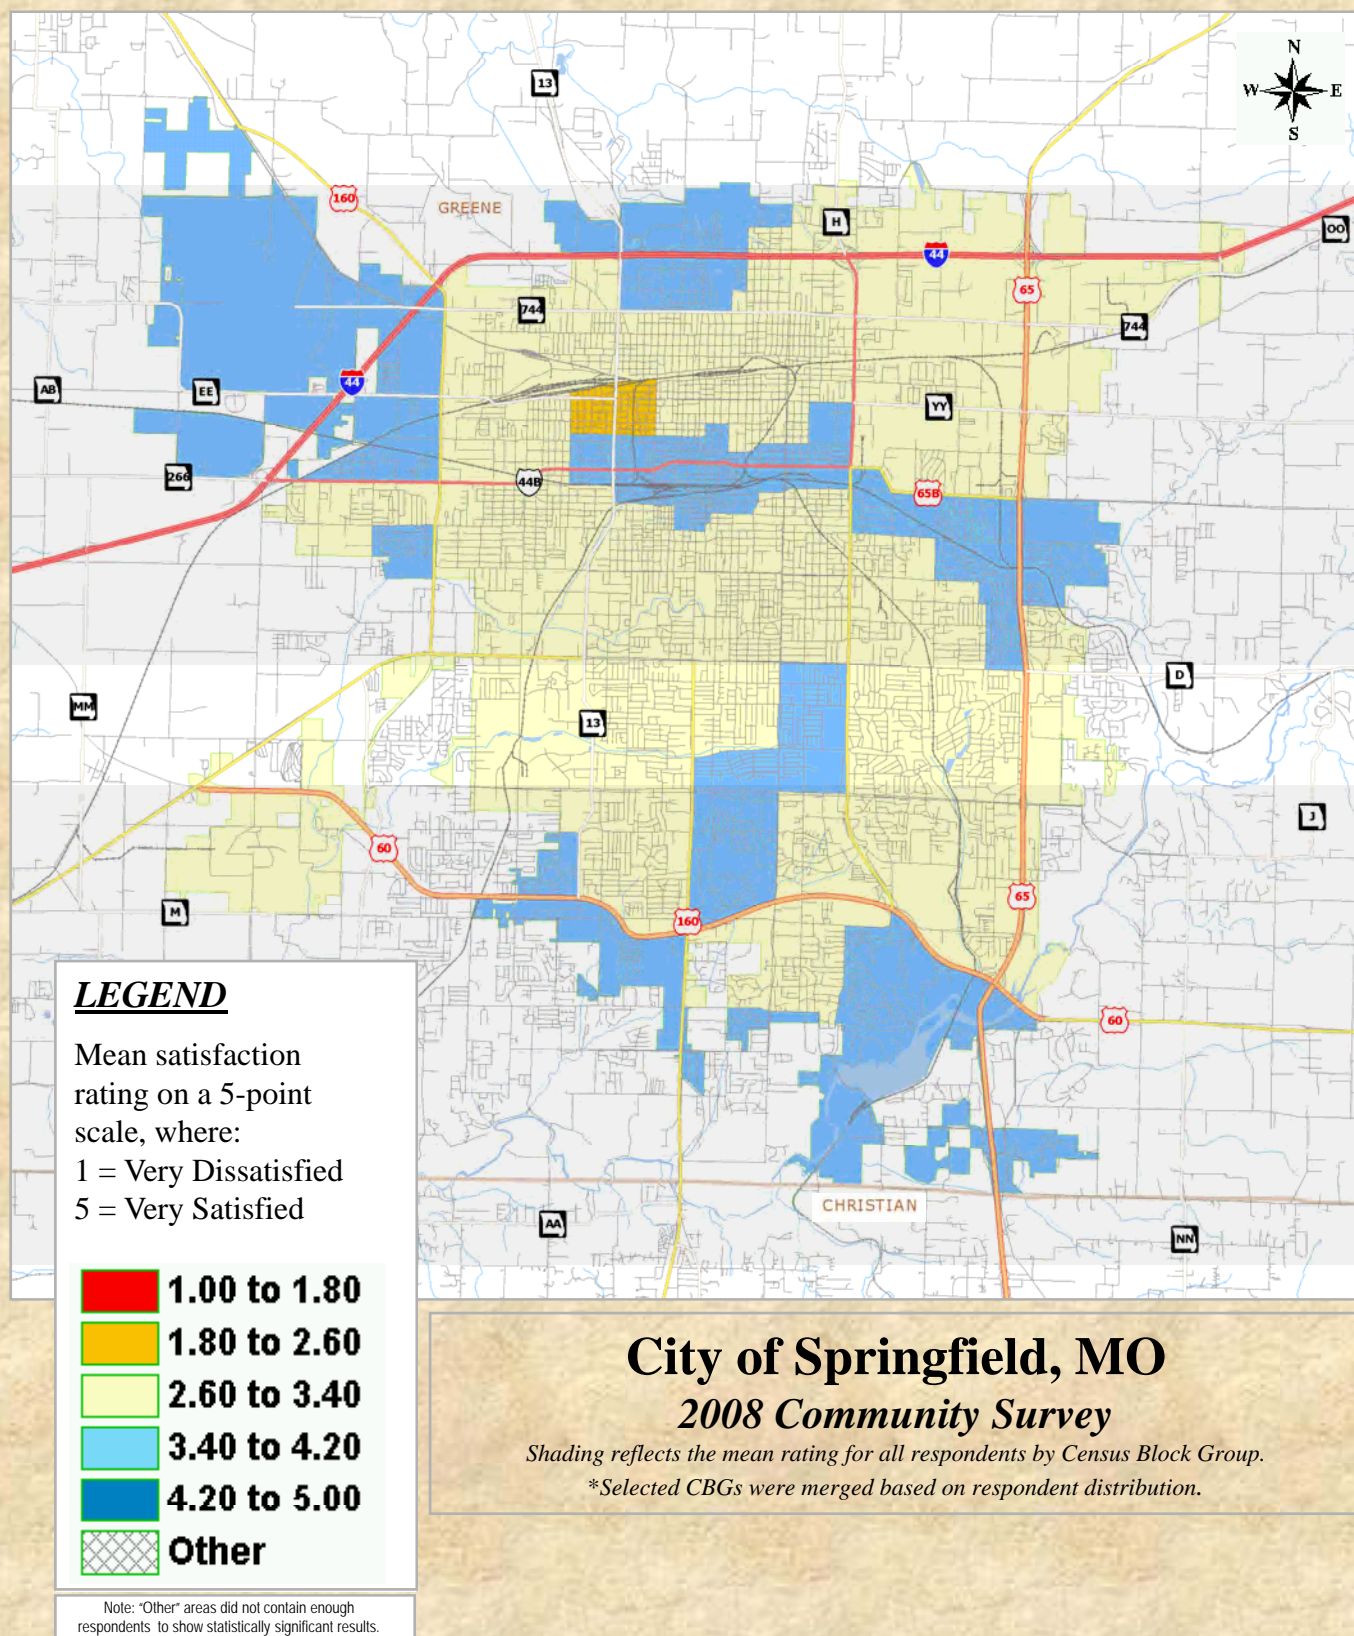 N
W E
S
13
160
GREENE
H
OO
44
65
744
744
44
AB
EE
YY
266
44B
65B
D
MM
13
J
60
65
M
160
60
CHRISTIAN
AA
NN
LEGEND
Mean satisfaction
rating on a 5-point
scale, where:
1 = Very Dissatisfied
5 = Very Satisfied
1.00 to 1.80
1.80 to 2.60
2.60 to 3.40
3.40 to 4.20
4.20 to 5.00
Other
Note: “Other” areas did not contain enough
respondents to show statistically significant results.
City of Springfield, MO
2008 Community Survey
Shading reflects the mean rating for all respondents by Census Block Group.
*Selected CBGs were merged based on respondent distribution.